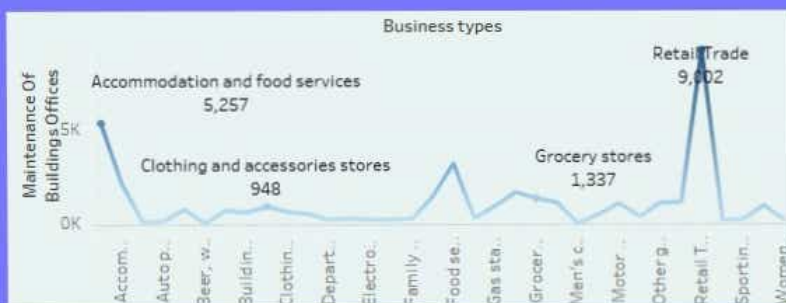 Business types
Retail Trade
9,002
Accommodation and food services
5,257
Maintenance Of
Buildings Offices
5K
Clothing and accessories stores
948
Grocery stores
1,337
0K
Accom..
Auto p..
Beer, w..
Buildin..
Clothin..
Depart..
Electro..
Family ..
Food se..
Gas sta..
Grocer..
Men's c..
Motor ..
Other g..
Retail T..
Sportin..
Women